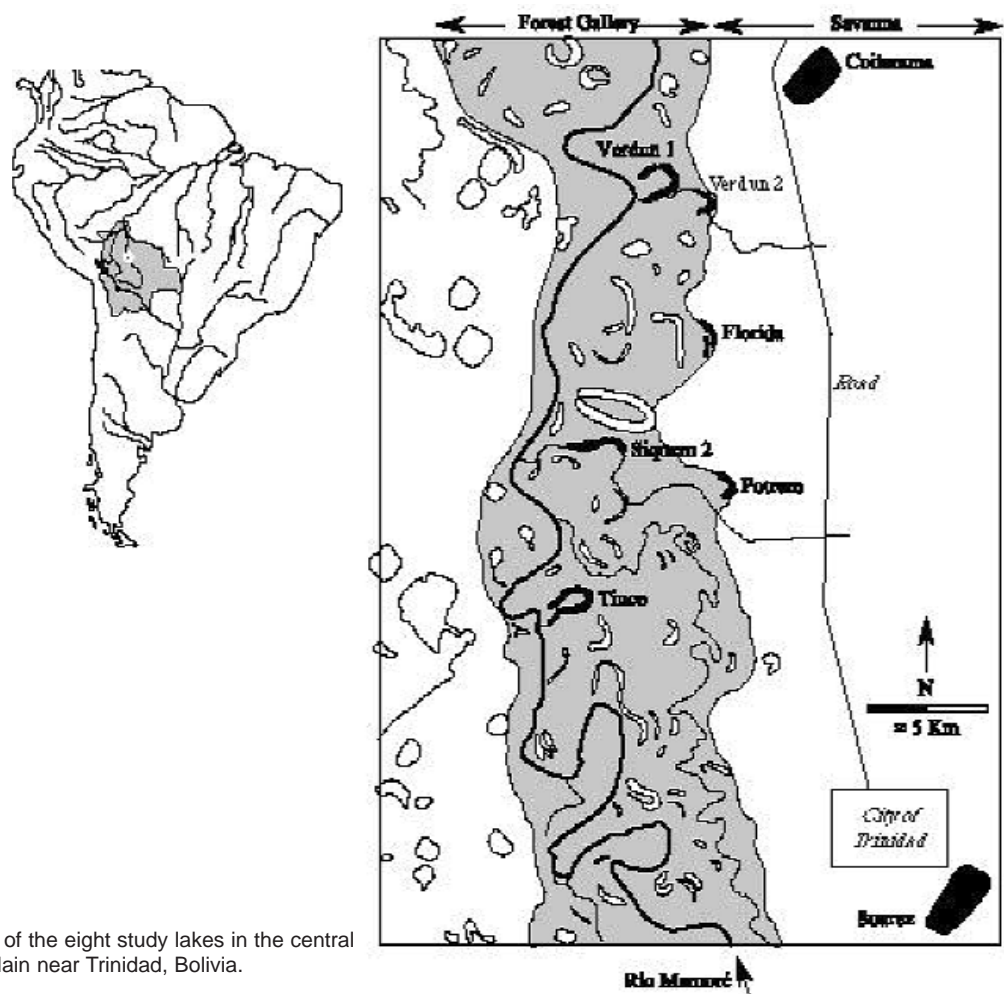 Forest Gallery
Savanna
Coitarama
Verdun 1
Verdun 2
Florida
Road
Siquero 2
Potrero
Tinco
N
≈ 5 Km
City of
Trinidad
Suarez
of the eight study lakes in the central
lain near Trinidad, Bolivia.
Rio Mamoré